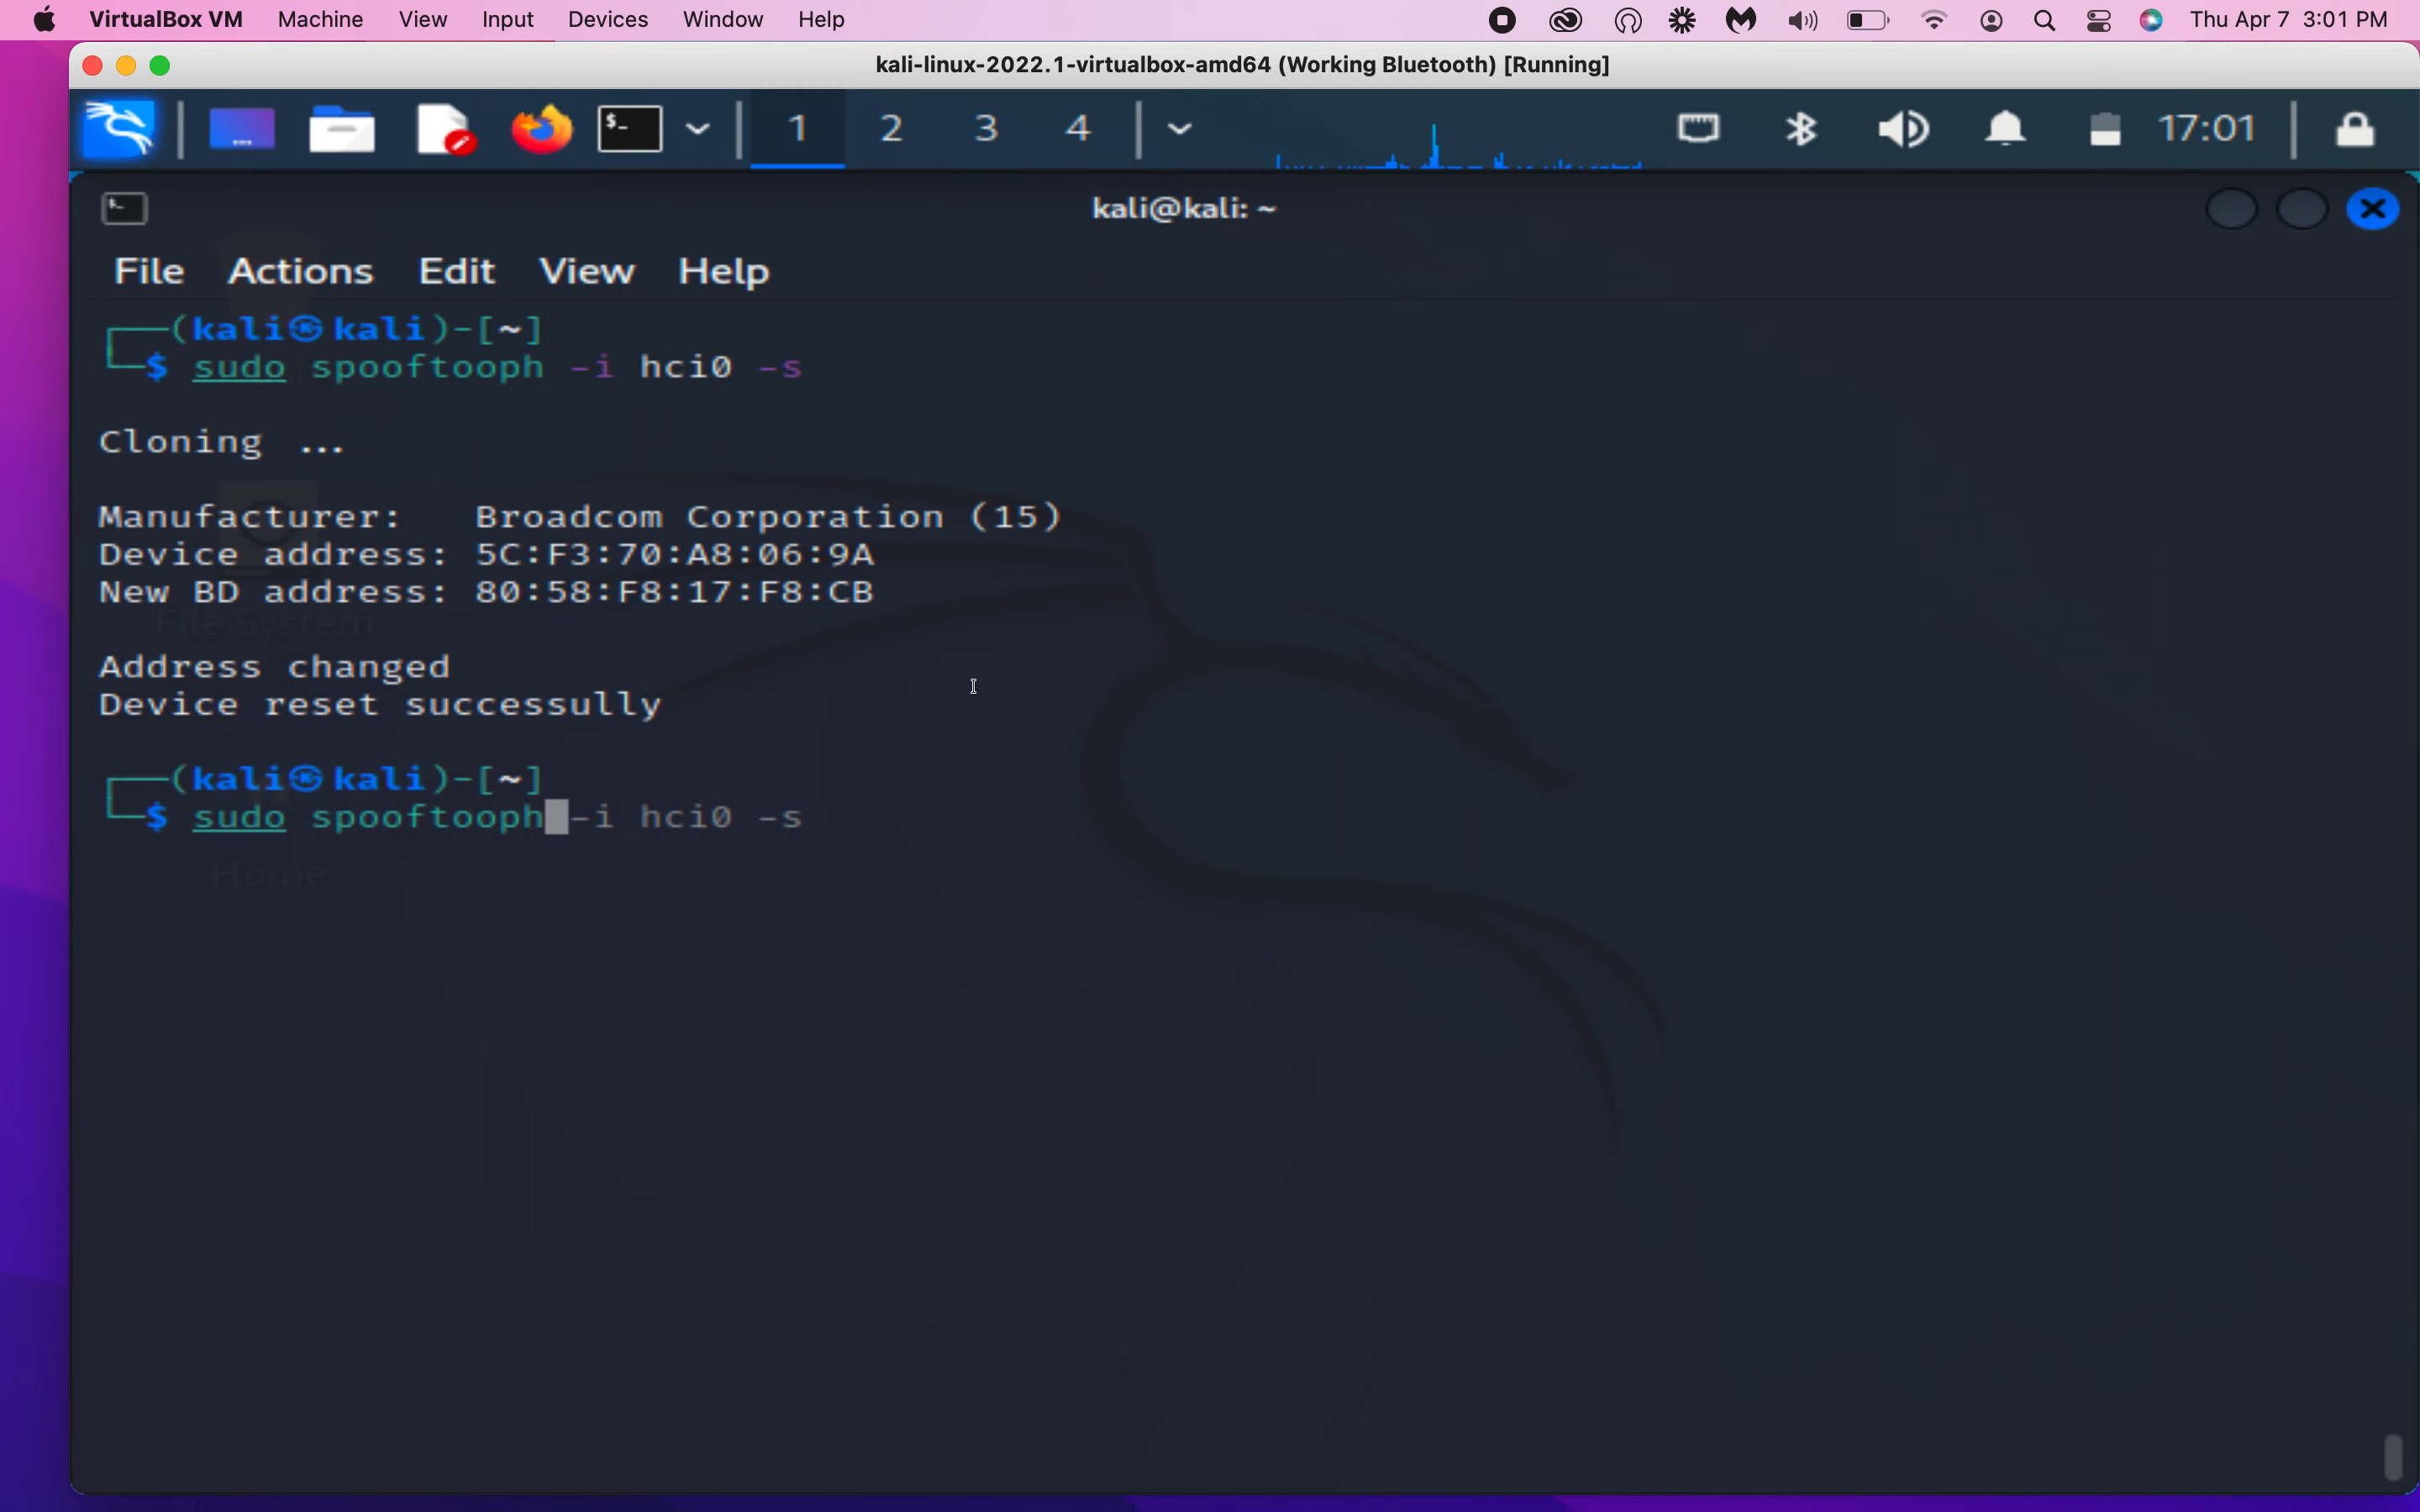 VirtualBox VM Machine View Input Devices Window Help Thu Apr 7 3:01 PM
kali-linux-2022.1-virtualbox-amd64 (Working Bluetooth) [Running]
$_ 1 2 3 4 17:01
kali@kali: ~
File Actions Edit View Help
(kali㉿kali)-[~]
$ sudo spooftooph -i hci0 -s
Cloning ...
Manufacturer: Broadcom Corporation (15)
Device address: 5C:F3:70:A8:06:9A
New BD address: 80:58:F8:17:F8:CB
File System
Address changed
Device reset successully
(kali㉿kali)-[~]
$ sudo spooftooph -i hci0 -s
Home